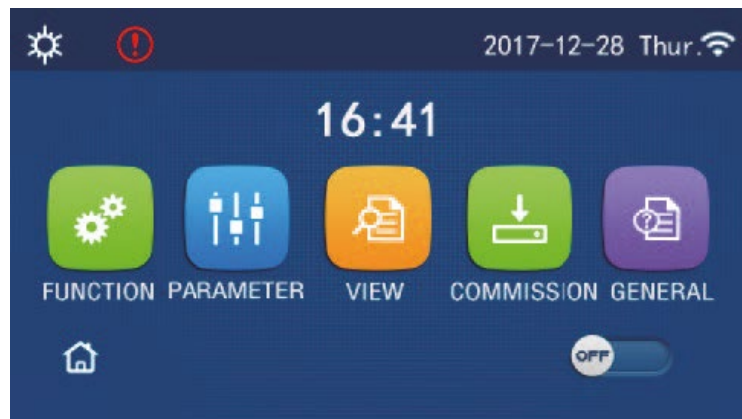 2017-12-28 Thur.
16:41
FUNCTION PARAMETER VIEW COMMISSION GENERAL
OFF